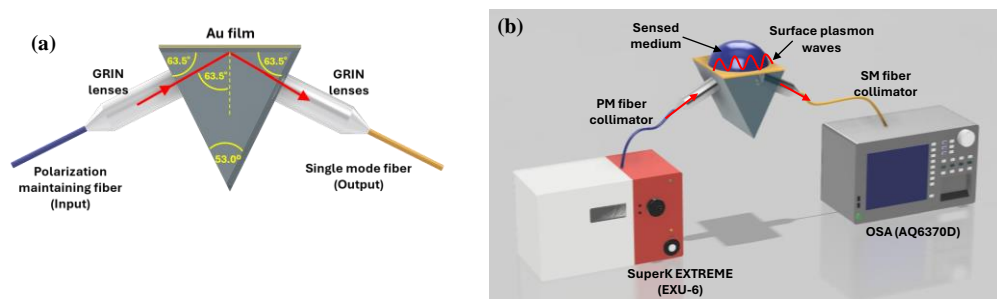 (a)
Au film
63.5°
63.5°
63.5°
GRIN
lenses
GRIN
lenses
53.0°
Polarization
maintaining fiber
(Input)
Single mode fiber
(Output)
(b)
Sensed
medium
Surface plasmon
waves
PM fiber
collimator
SM fiber
collimator
OSA (AQ6370D)
SuperK EXTREME
(EXU-6)